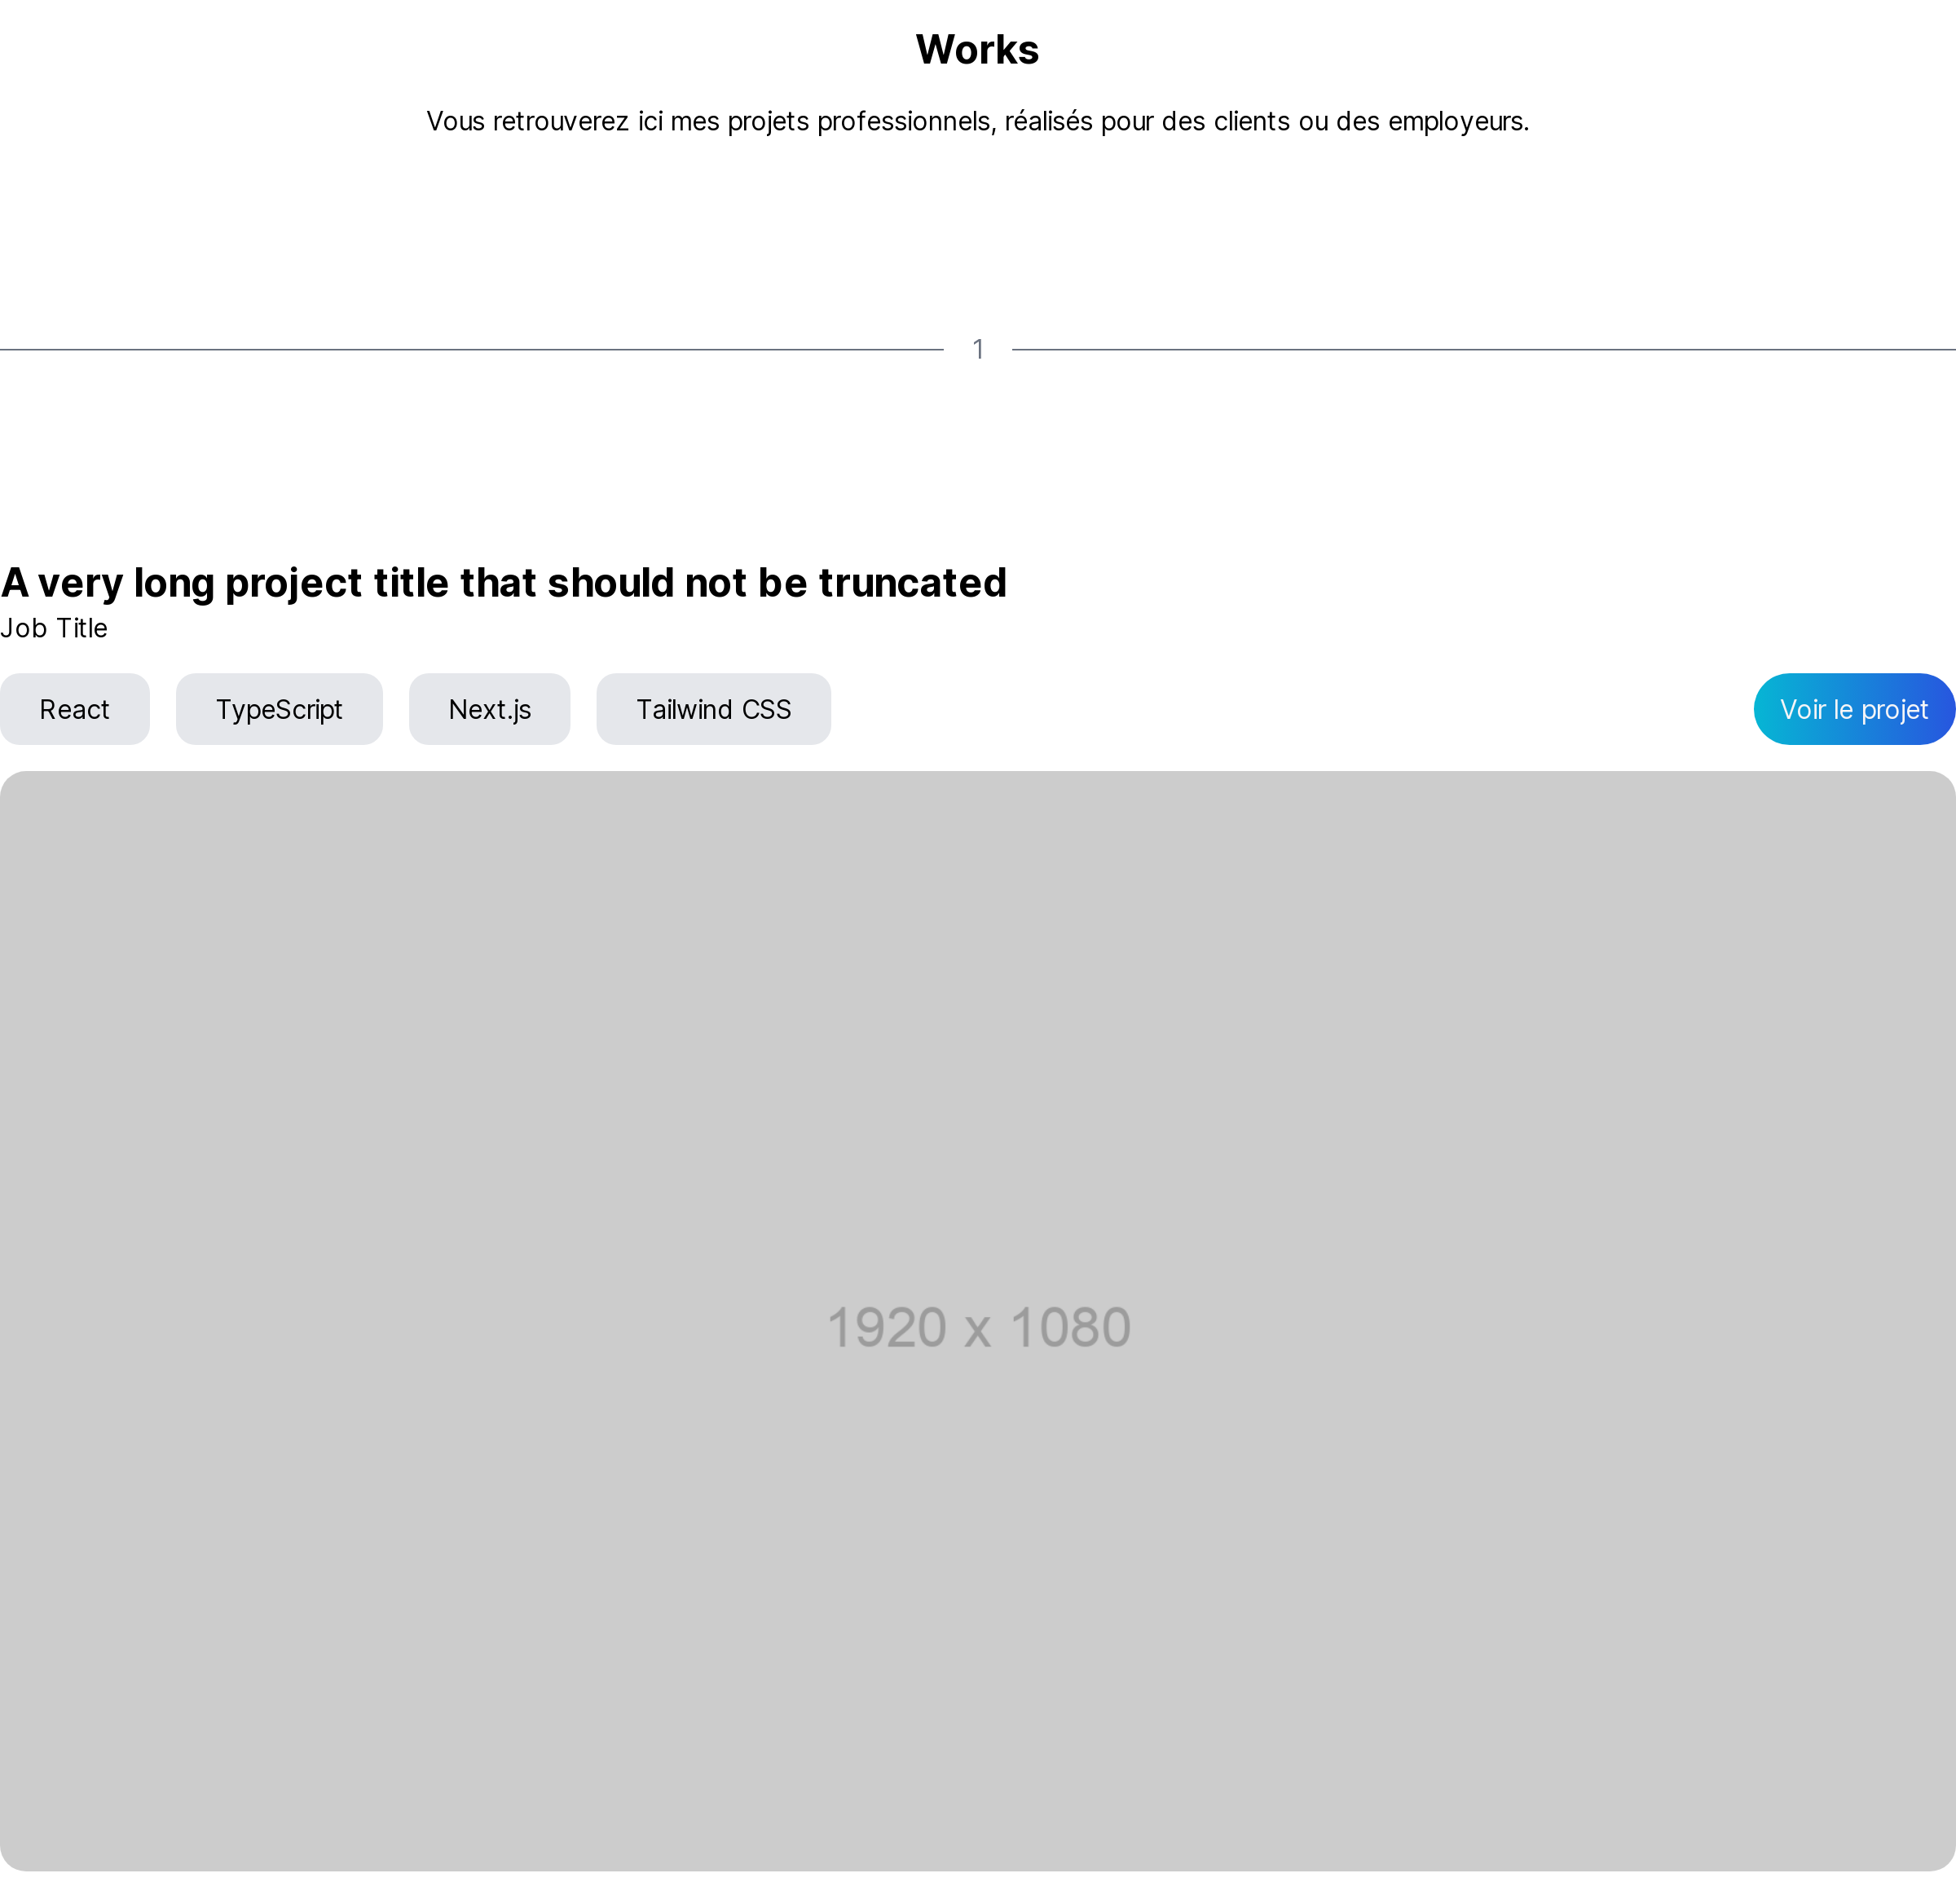 Works
Vous retrouverez ici mes projets professionnels, réalisés pour des clients ou des employeurs.
1
A very long project title that should not be truncated
Job Title
React TypeScript Next.js Tailwind CSS Voir le projet
1920 x 1080